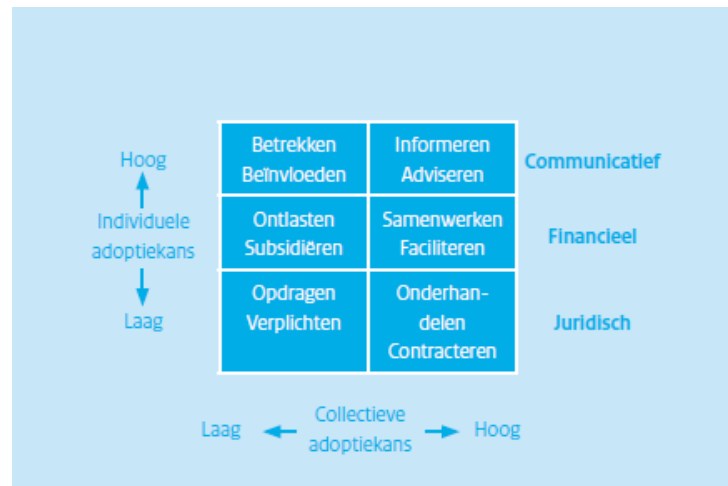 Betrekken
Beïnvloeden
Informeren
Adviseren
Communicatief
Hoog
Individuele
adoptiekans
Laag
Ontlasten
Subsidiëren
Samenwerken
Faciliteren
Financieel
Opdragen
Verplichten
Onderhan-
delen
Contracteren
Juridisch
Laag
Collectieve
adoptiekans
Hoog